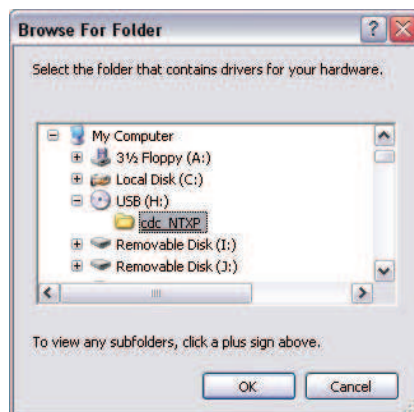 Browse For Folder
Select the folder that contains drivers for your hardware.
My Computer
3½ Floppy (A:)
Local Disk (C:)
USB (H:)
cdc_NTXP
Removable Disk (I:)
Removable Disk (J:)
To view any subfolders, click a plus sign above.
OK
Cancel